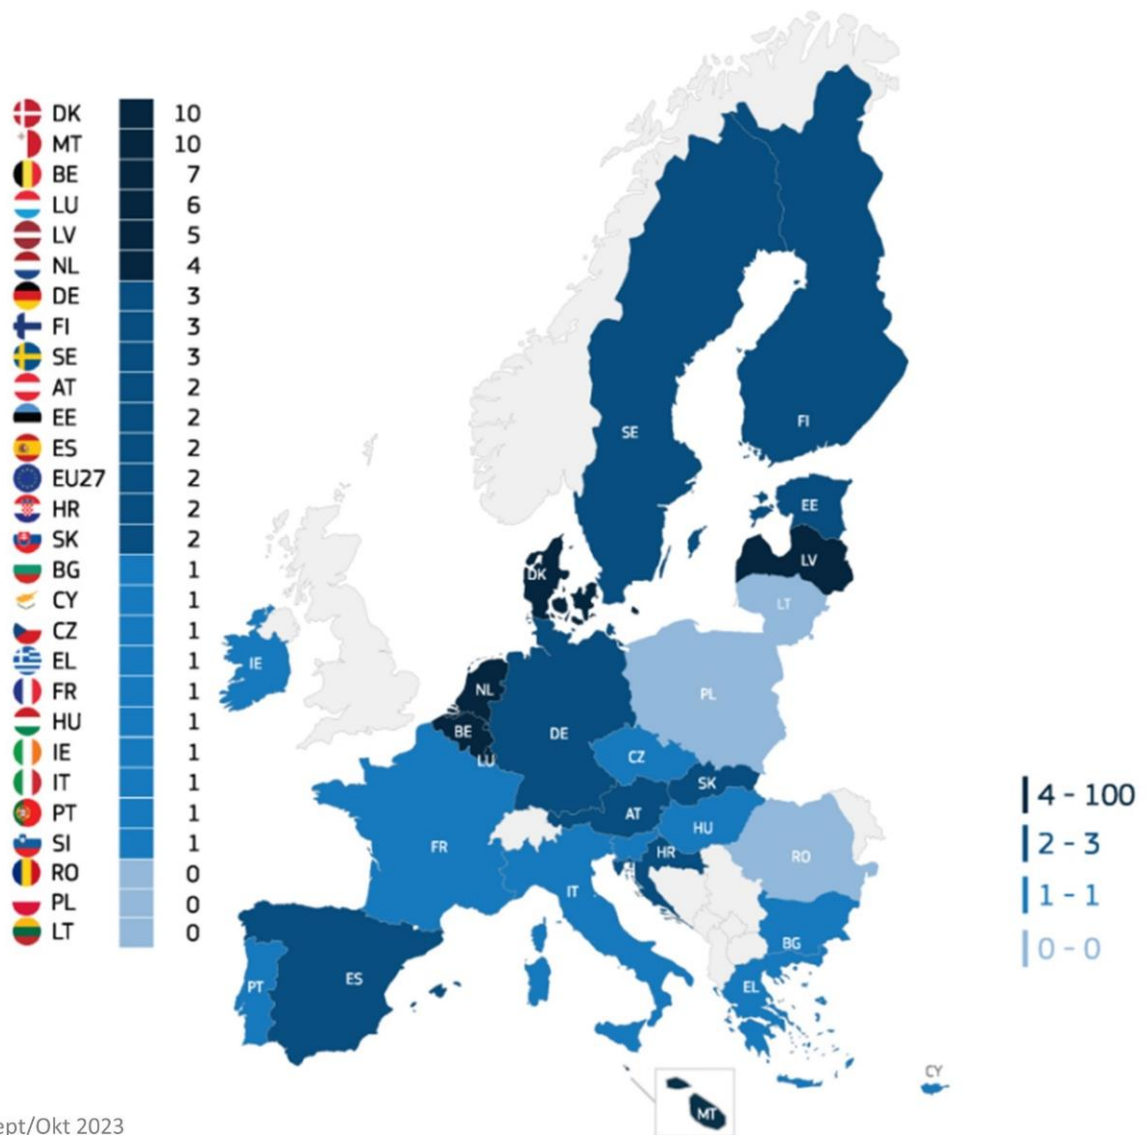 DK 10
MT 10
BE 7
LU 6
LV 5
NL 4
DE 3
FI 3
SE 3
AT 2
EE 2
ES 2
EU27 2
HR 2
SK 2
BG 1
CY 1
CZ 1
EL 1
FR 1
HU 1
IE 1
IT 1
PT 1
SI 1
RO 0
PL 0
LT 0
FI
SE
EE
LV
DK
LT
IE
NL
PL
BE
DE
CZ
LU
SK
AT
HU
FR
HR
RO
IT
BG
ES
PT
EL
CY
MT
4 - 100
2 - 3
1 - 1
0 - 0
ept/Okt 2023